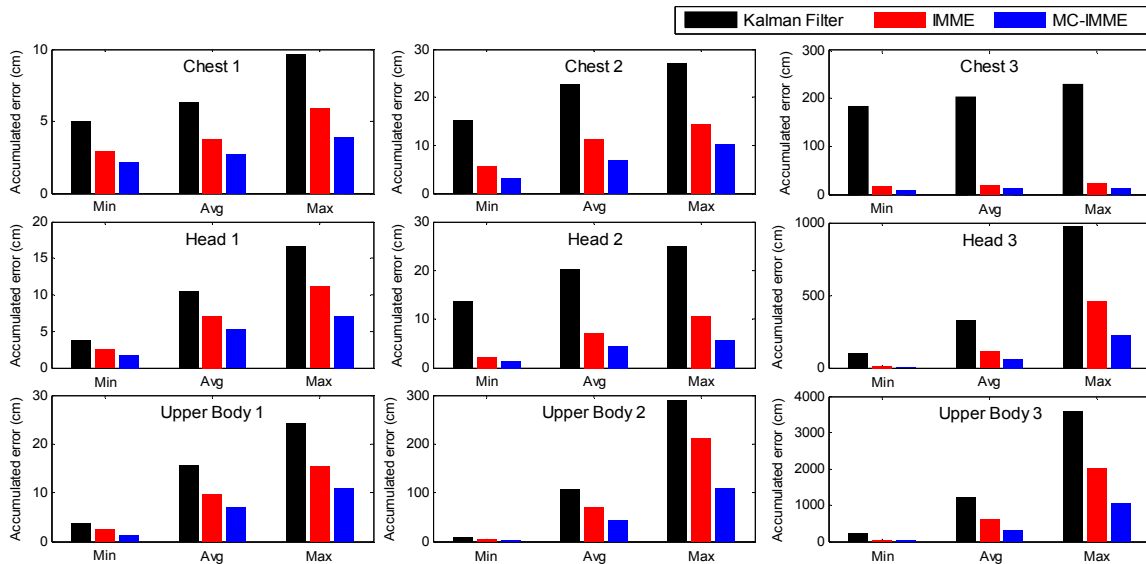 Kalman Filter IMME MC-IMME
Accumulated error (cm)
10
5
0
Chest 1
Min Avg Max
Accumulated error (cm)
30
20
10
0
Chest 2
Min Avg Max
Accumulated error (cm)
300
200
100
0
Chest 3
Min Avg Max
Accumulated error (cm)
20
15
10
5
0
Head 1
Min Avg Max
Accumulated error (cm)
30
20
10
0
Head 2
Min Avg Max
Accumulated error (cm)
1000
500
0
Head 3
Min Avg Max
Accumulated error (cm)
30
20
10
0
Upper Body 1
Min Avg Max
Accumulated error (cm)
300
200
100
0
Upper Body 2
Min Avg Max
Accumulated error (cm)
4000
3000
2000
1000
0
Upper Body 3
Min Avg Max